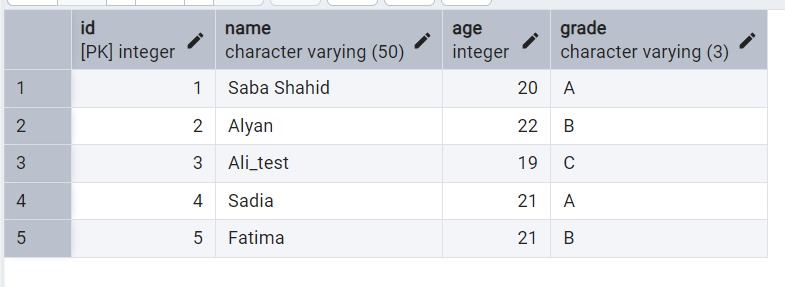 id name age grade
[PK] integer character varying (50) integer character varying (3)
1 1 Saba Shahid 20 A
2 2 Alyan 22 B
3 3 Ali_test 19 C
4 4 Sadia 21 A
5 5 Fatima 21 B